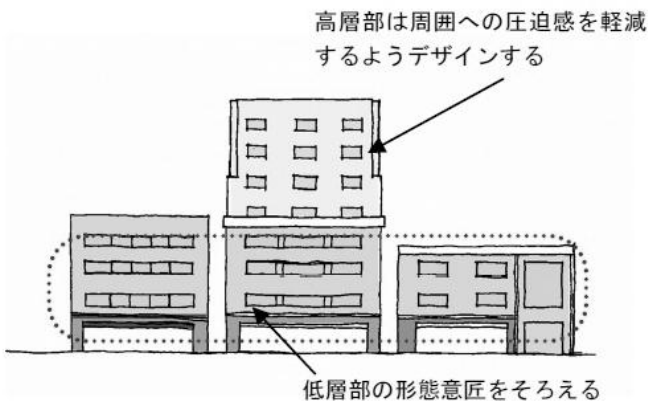 高層部は周囲への圧迫感を軽減
するようデザインする
低層部の形態意匠をそろえる